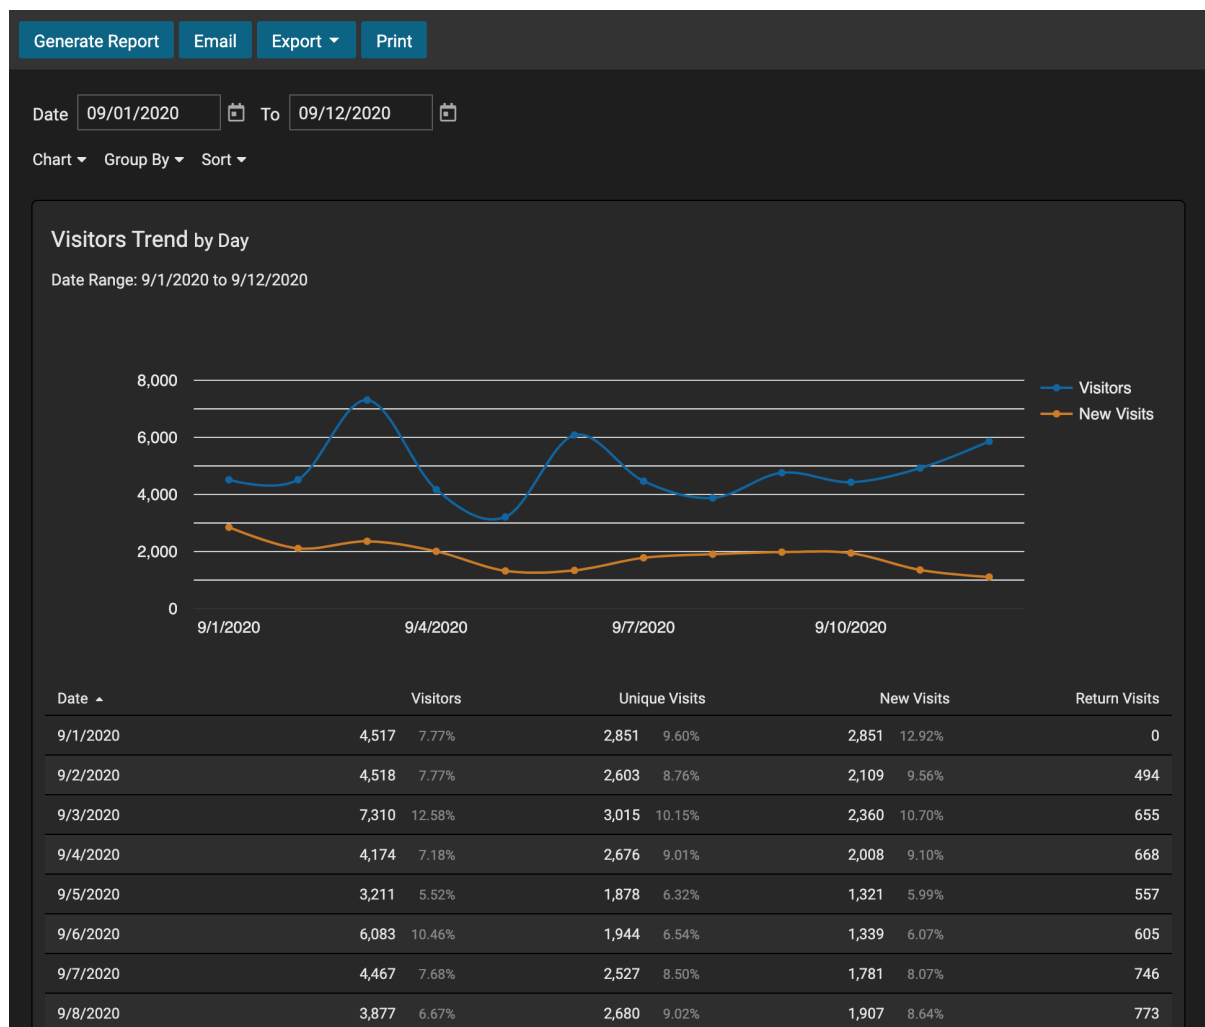 Generate Report Email Export Print
Date 09/01/2020 To 09/12/2020
Chart Group By Sort
Visitors Trend by Day
Date Range: 9/1/2020 to 9/12/2020
8,000
6,000
4,000
2,000
0
9/1/2020 9/4/2020 9/7/2020 9/10/2020
Visitors
New Visits
Date Visitors Unique Visits New Visits Return Visits
9/1/2020 4,517 7.77% 2,851 9.60% 2,851 12.92% 0
9/2/2020 4,518 7.77% 2,603 8.76% 2,109 9.56% 494
9/3/2020 7,310 12.58% 3,015 10.15% 2,360 10.70% 655
9/4/2020 4,174 7.18% 2,676 9.01% 2,008 9.10% 668
9/5/2020 3,211 5.52% 1,878 6.32% 1,321 5.99% 557
9/6/2020 6,083 10.46% 1,944 6.54% 1,339 6.07% 605
9/7/2020 4,467 7.68% 2,527 8.50% 1,781 8.07% 746
9/8/2020 3,877 6.67% 2,680 9.02% 1,907 8.64% 773